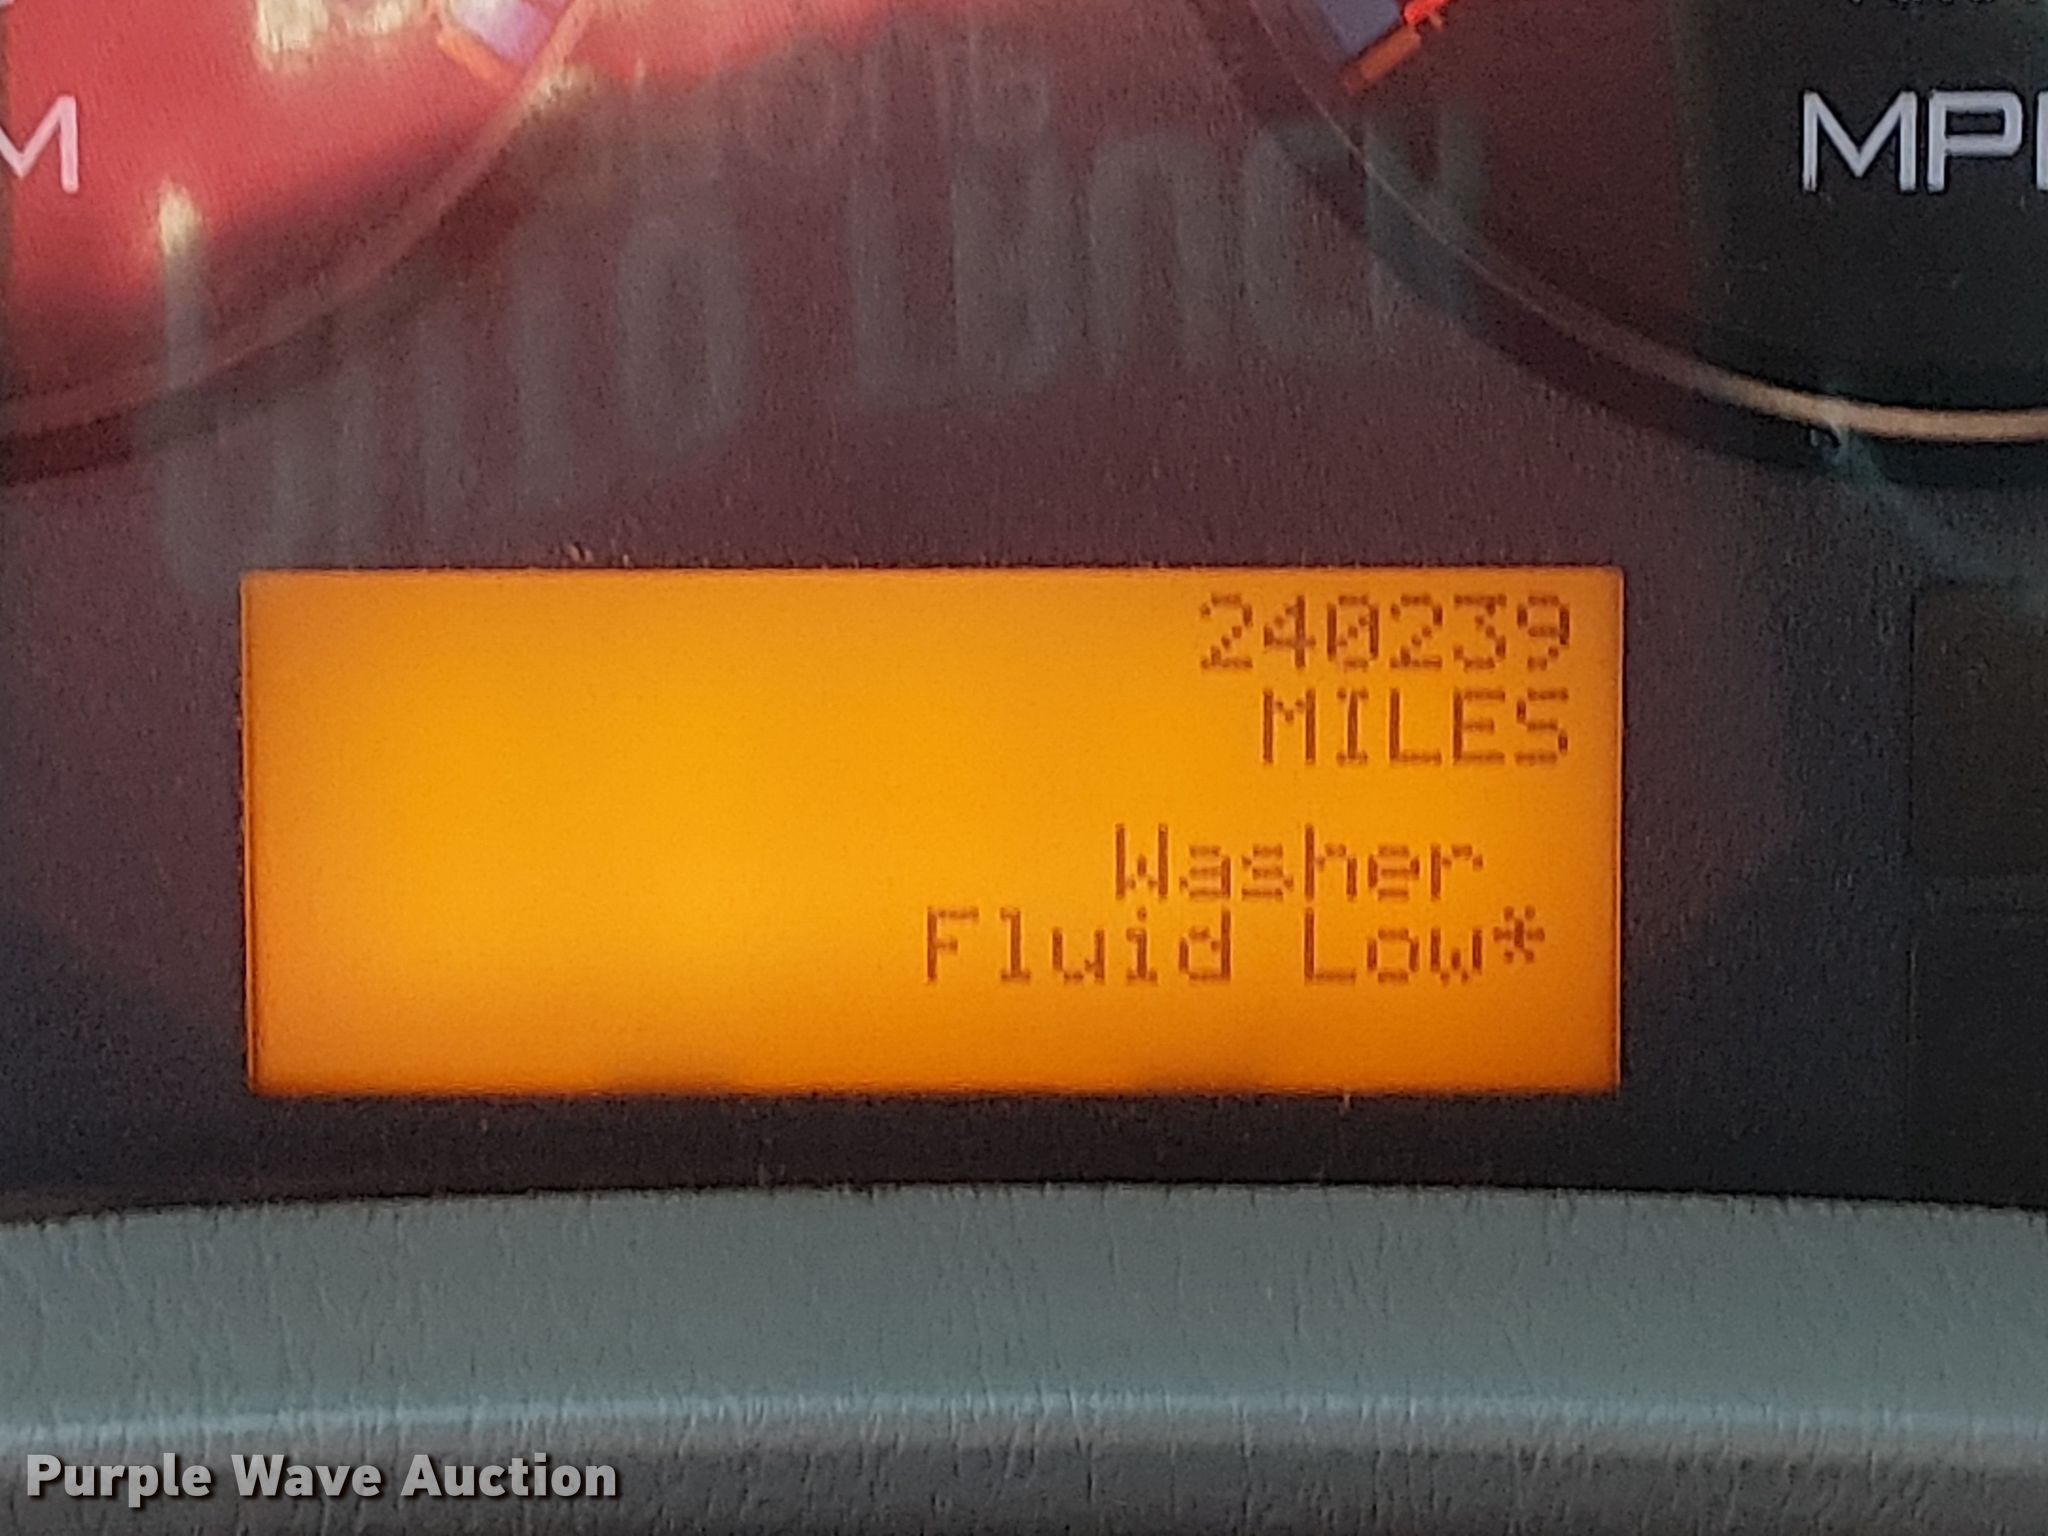 MPH
240239
MILES
Washer
Fluid Low*
Purple Wave Auction